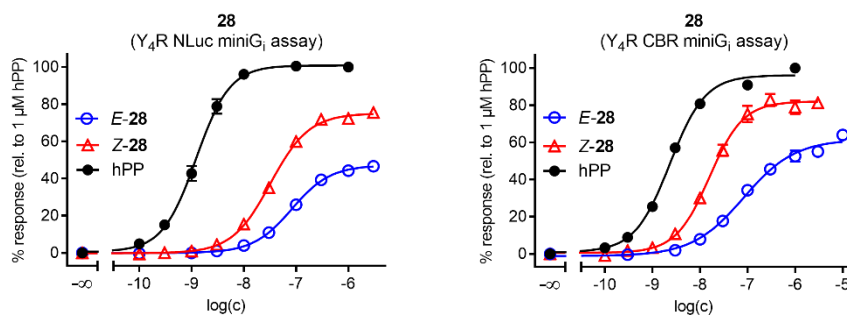 28
(Y₄R NLuc miniGᵢ assay)
% response (rel. to 1 µM hPP)
100
80
60
40
20
0
E-28
Z-28
hPP
-∞ -10 -9 -8 -7 -6
log(c)
28
(Y₄R CBR miniGᵢ assay)
% response (rel. to 1 µM hPP)
100
80
60
40
20
0
E-28
Z-28
hPP
-∞ -10 -9 -8 -7 -6 -5
log(c)